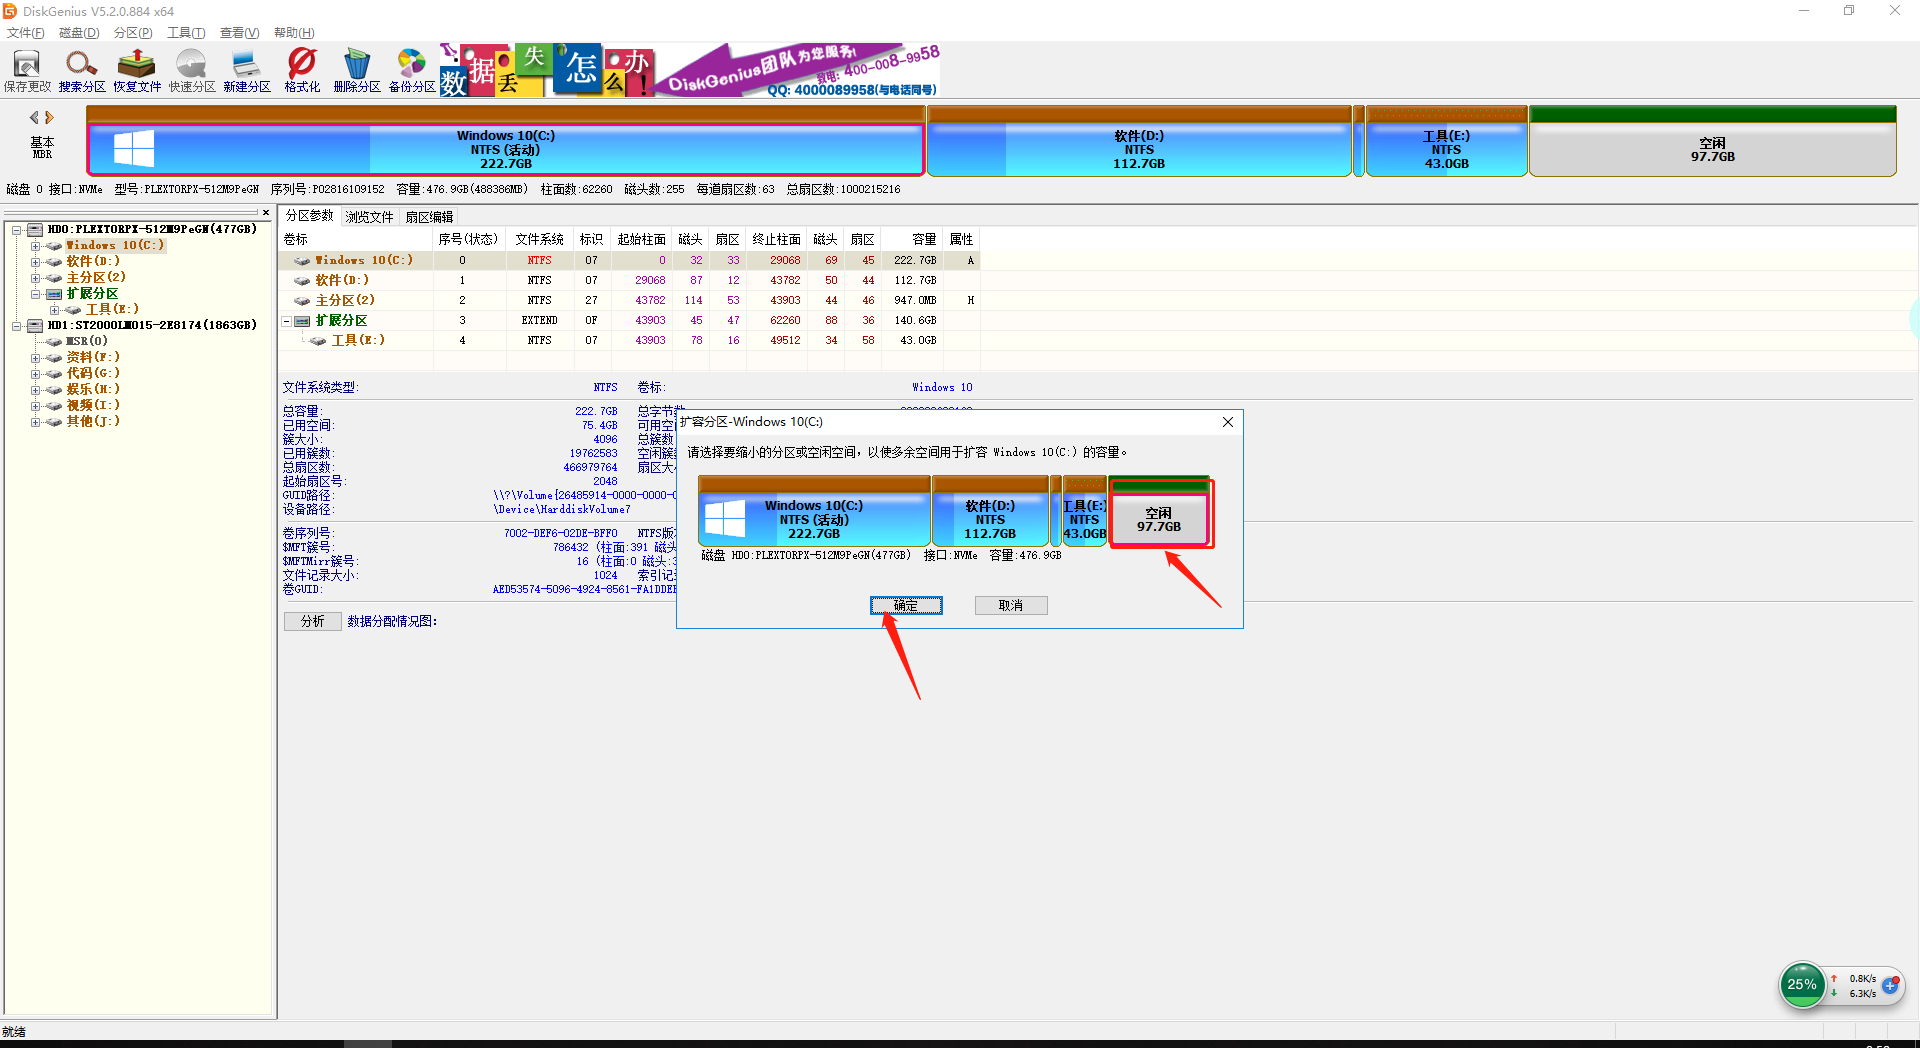 DiskGenius V5.2.0.884 x64
文件(F) 磁盘(D) 分区(P) 工具(T) 查看(V) 帮助(H)
保存更改 搜索分区 恢复文件 快速分区 新建分区 格式化 删除分区 备份分区
数据丢失怎么办!
DiskGenius团队为您服务!
致电: 400-008-9958
QQ: 4000089958(与电话同号)
基本
MBR
Windows 10(C:)
NTFS (活动)
222.7GB
软件(D:)
NTFS
112.7GB
工具(E:)
NTFS
43.0GB
空闲
97.7GB
磁盘 0 接口:NVMe 型号:PLEXTORPX-512M9PeGN 序列号:P02816109152 容量:476.9GB(488386MB) 柱面数:62260 磁头数:255 每道扇区数:63 总扇区数:1000215216
HD0:PLEXTORPX-512M9PeGN(477GB)
Windows 10(C:)
软件(D:)
主分区(2)
扩展分区
工具(E:)
HD1:ST2000LM015-2E8174(1863GB)
MSR(0)
资料(F:)
代码(G:)
娱乐(H:)
视频(I:)
其他(J:)
分区参数 浏览文件 扇区编辑
卷标 序号(状态) 文件系统 标识 起始柱面 磁头 扇区 终止柱面 磁头 扇区 容量 属性
Windows 10(C:) 0 NTFS 07 0 32 33 29068 69 45 222.7GB A
软件(D:) 1 NTFS 07 29068 87 12 43782 50 44 112.7GB
主分区(2) 2 NTFS 27 43782 114 53 43903 44 46 947.0MB H
扩展分区 3 EXTEND 0F 43903 45 47 62260 88 36 140.6GB
工具(E:) 4 NTFS 07 43903 78 16 49512 34 58 43.0GB
文件系统类型: NTFS 卷标: Windows 10
总容量: 222.7GB 总字节数
已用空间: 75.4GB 可用空
簇大小: 4096 总簇数
已用簇数: 19762583 空闲簇
总扇区数: 466979764 扇区大
起始扇区号: 2048
GUID路径: \\?\Volume{26485914-0000-0000-0
设备路径: \Device\HarddiskVolume7
卷序列号: 7002-DEF6-02DE-BFF0 NTFS版
$MFT簇号: 786432 (柱面:391 磁头
$MFTMirr簇号: 16 (柱面:0 磁头:
文件记录大小: 1024 索引记
卷GUID: AED53574-5096-4924-8561-FA1DDE
分析 数据分配情况图:
扩容分区-Windows 10(C:)
请选择要缩小的分区或空闲空间，以使多余空间用于扩容 Windows 10(C:) 的容量。
Windows 10(C:)
NTFS (活动)
222.7GB
软件(D:)
NTFS
112.7GB
工具(E:
NTFS
43.0GB
空闲
97.7GB
磁盘 HD0:PLEXTORPX-512M9PeGN(477GB) 接口:NVMe 容量:476.9GB
确定 取消
25%
0.8K/s
6.3K/s
就绪